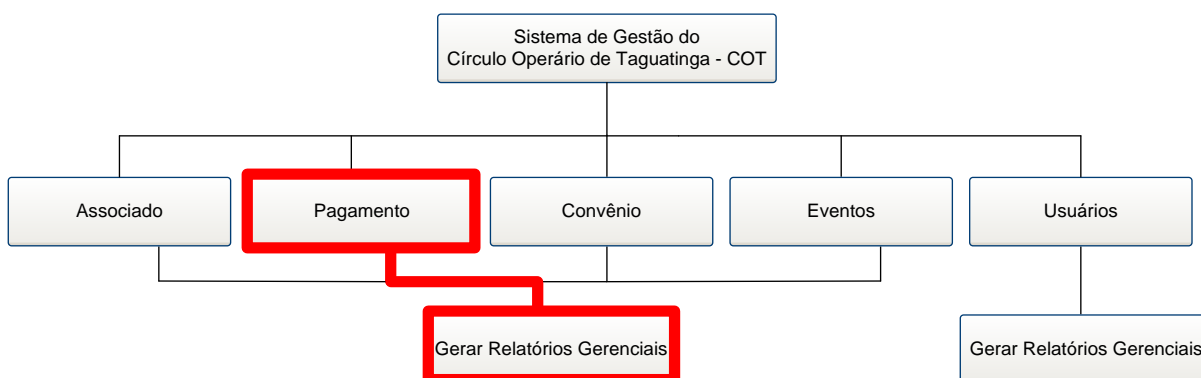 Sistema de Gestão do
Círculo Operário de Taguatinga - COT
Associado
Pagamento
Convênio
Eventos
Usuários
Gerar Relatórios Gerenciais
Gerar Relatórios Gerenciais